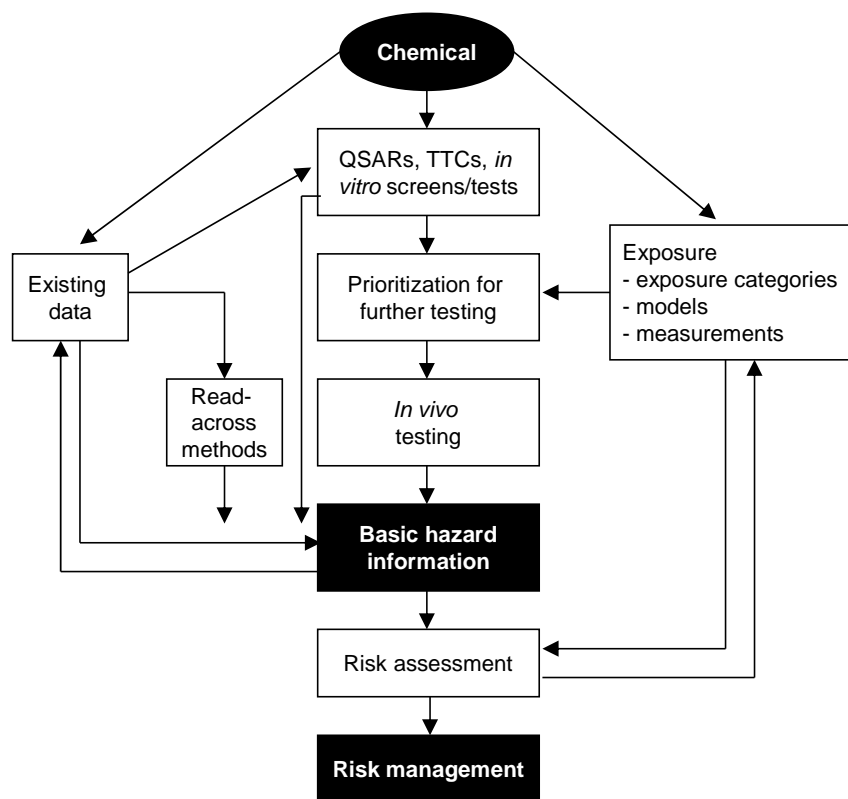 Chemical
QSARs, TTCs, in
vitro screens/tests
Existing
data
Prioritization for
further testing
Exposure
- exposure categories
- models
- measurements
Read-
across
methods
In vivo
testing
Basic hazard
information
Risk assessment
Risk management